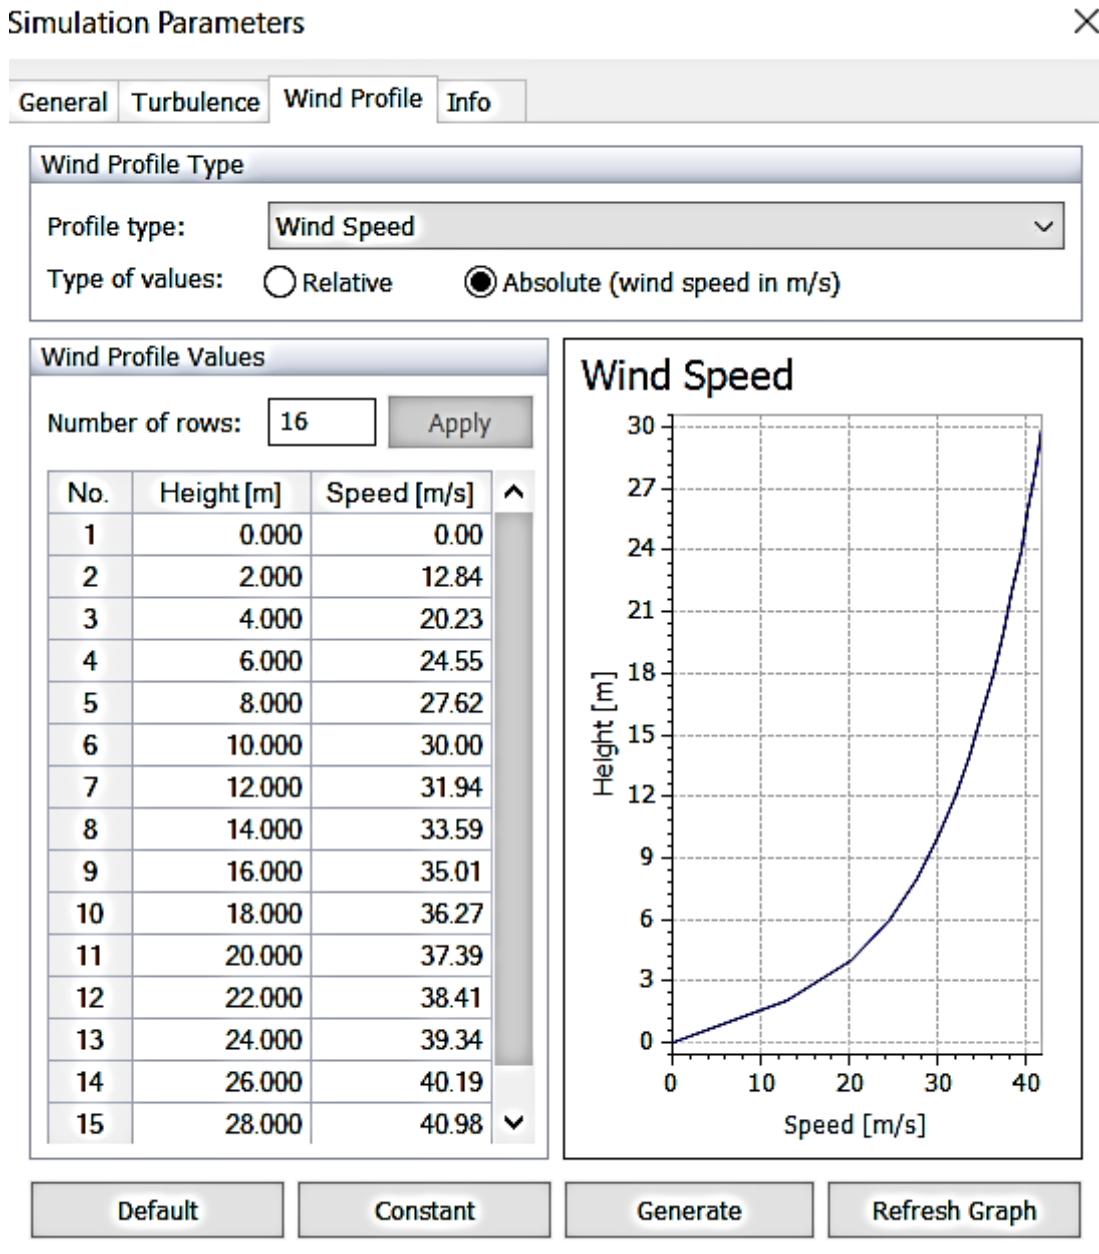 Simulation Parameters
General Turbulence Wind Profile Info
Wind Profile Type
Profile type: Wind Speed
Type of values: Relative Absolute (wind speed in m/s)
Wind Profile Values
Number of rows: 16 Apply
No. Height [m] Speed [m/s]
1 0.000 0.00
2 2.000 12.84
3 4.000 20.23
4 6.000 24.55
5 8.000 27.62
6 10.000 30.00
7 12.000 31.94
8 14.000 33.59
9 16.000 35.01
10 18.000 36.27
11 20.000 37.39
12 22.000 38.41
13 24.000 39.34
14 26.000 40.19
15 28.000 40.98
Wind Speed
30
27
24
21
18
15
12
9
6
3
0
Height [m]
0 10 20 30 40
Speed [m/s]
Default Constant Generate Refresh Graph